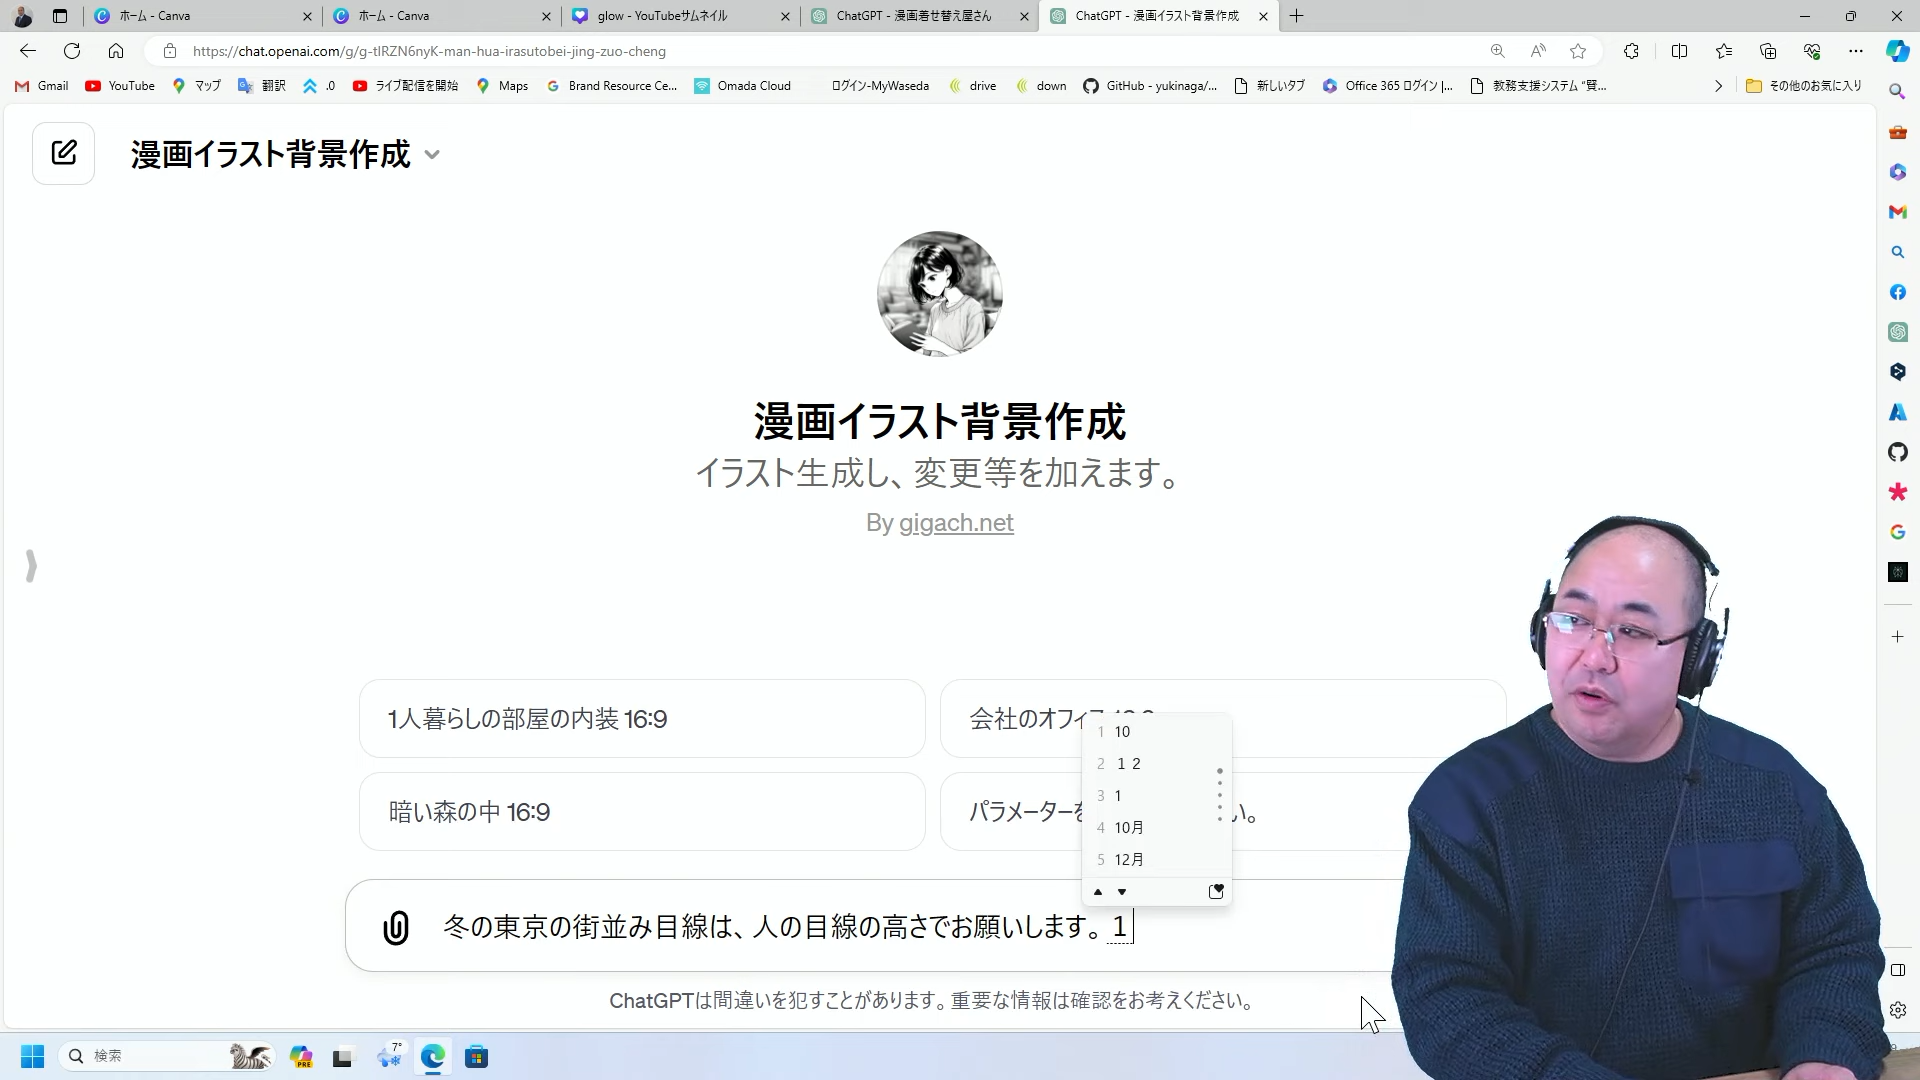 ホーム - Canva
ホーム - Canva
glow - YouTubeサムネイル
ChatGPT - 漫画着せ替え屋さん
ChatGPT - 漫画イラスト背景作成
https://chat.openai.com/g/g-tIRZN6nyK-man-hua-irasutobei-jing-zuo-cheng
Gmail
YouTube
マップ
翻訳
.0
ライブ配信を開始
Maps
Brand Resource Ce...
Omada Cloud
ログイン-MyWaseda
drive
down
GitHub - yukinaga/...
新しいタブ
Office 365 ログイン |...
教務支援システム “賢...
その他のお気に入り
漫画イラスト背景作成
漫画イラスト背景作成
イラスト生成し、変更等を加えます。
By gigach.net
1人暮らしの部屋の内装 16:9
会社のオフィ
暗い森の中 16:9
パラメーターを
い。
1 10
2 １２
3 1
4 10月
5 12月
冬の東京の街並み目線は、人の目線の高さでお願いします。１
ChatGPTは間違いを犯すことがあります。重要な情報は確認をお考えください。
検索
PRE
7°